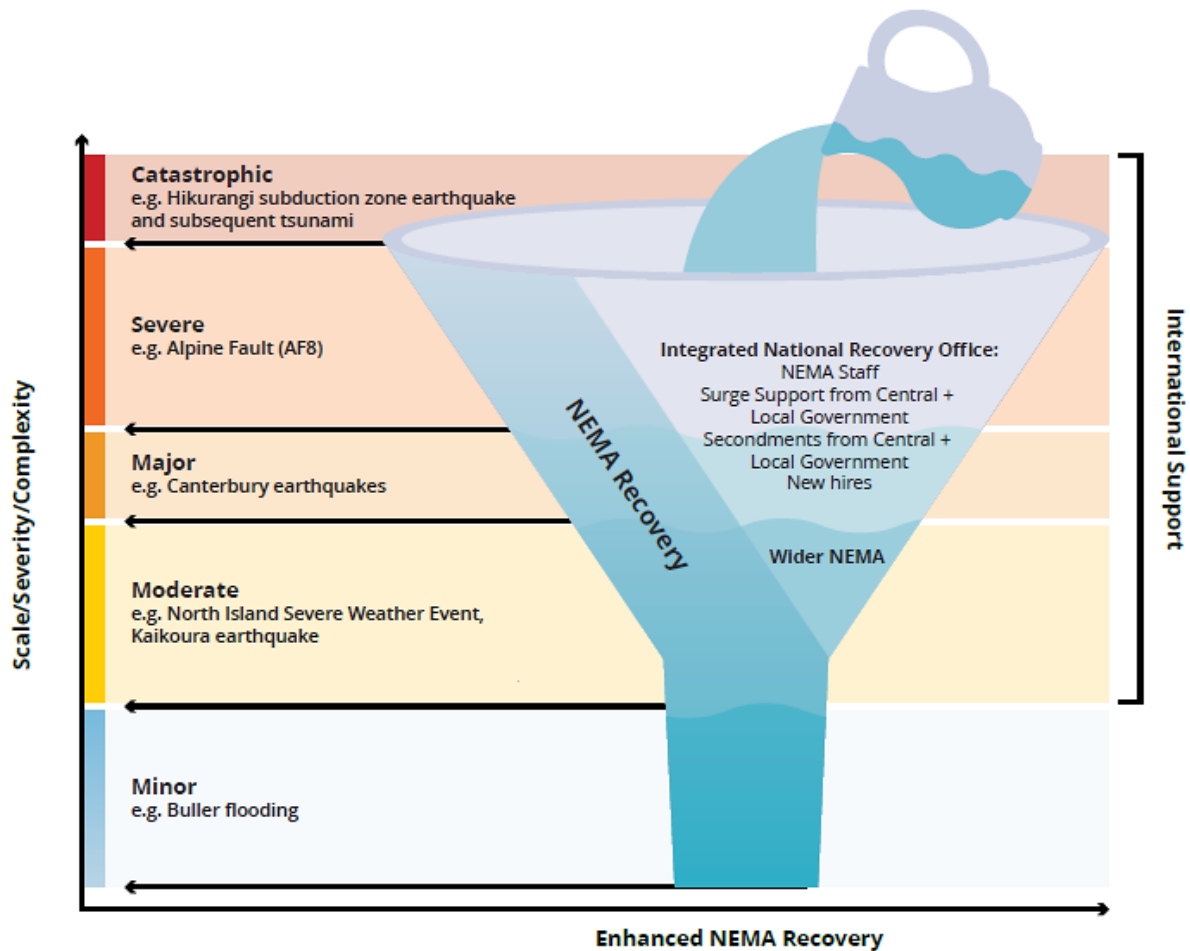 Catastrophic
e.g. Hikurangi subduction zone earthquake
and subsequent tsunami
Severe
e.g. Alpine Fault (AF8)
Major
e.g. Canterbury earthquakes
Moderate
e.g. North Island Severe Weather Event,
Kaikoura earthquake
Minor
e.g. Buller flooding
NEMA Recovery
Integrated National Recovery Office:
NEMA Staff
Surge Support from Central +
Local Government
Secondments from Central +
Local Government
New hires
Wider NEMA
International Support
Scale/Severity/Complexity
Enhanced NEMA Recovery